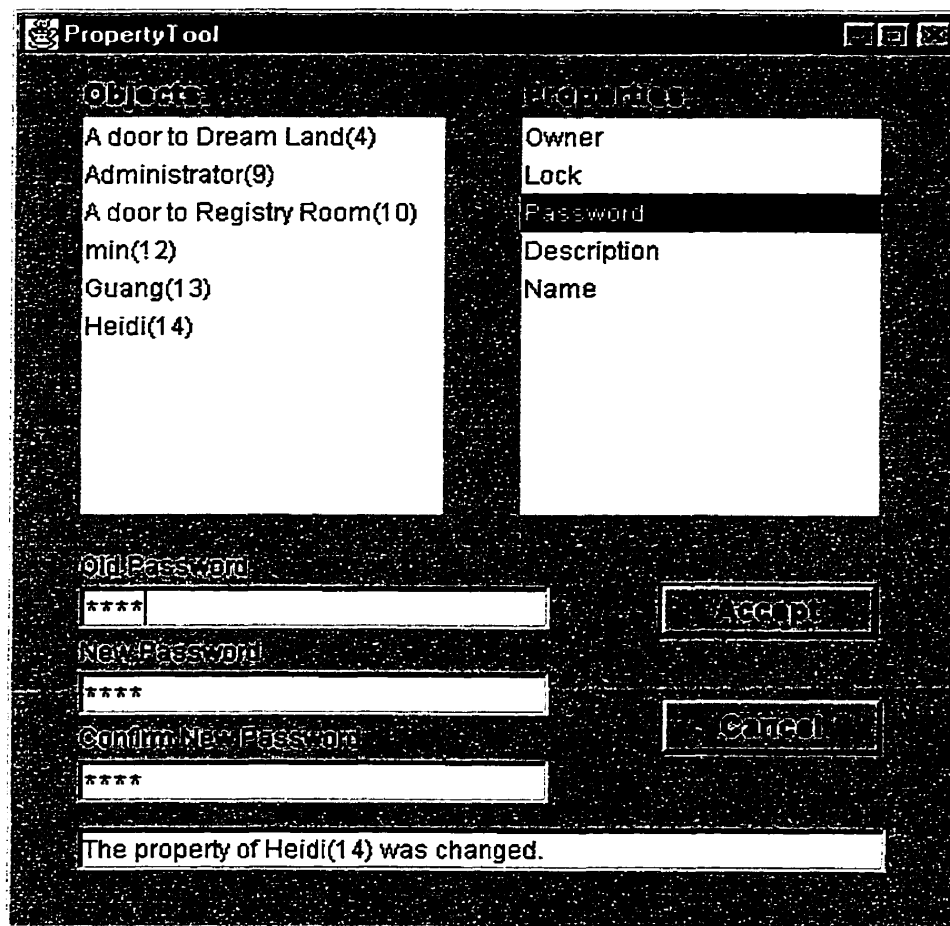 PropertyTool
Objects
A door to Dream Land(4)
Administrator(9)
A door to Registry Room(10)
min(12)
Guang(13)
Heidi(14)
Properties
Owner
Lock
Password
Description
Name
Old Password
****
Accept
New Password
****
Cancel
Confirm New Password
****
The property of Heidi(14) was changed.